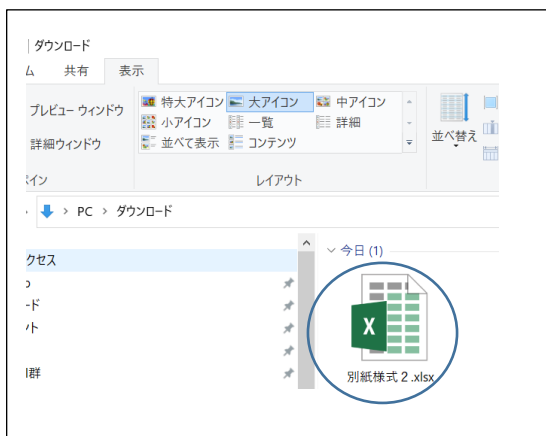 ダウンロード
ム 共有 表示
プレビュー ウィンドウ
詳細ウィンドウ
特大アイコン 大アイコン 中アイコン
小アイコン 一覧 詳細
並べて表示 コンテンツ
並べ替え
ペイン レイアウト
PC > ダウンロード
クセス
今日 (1)
ード
ント
群
X
別紙様式２.xlsx